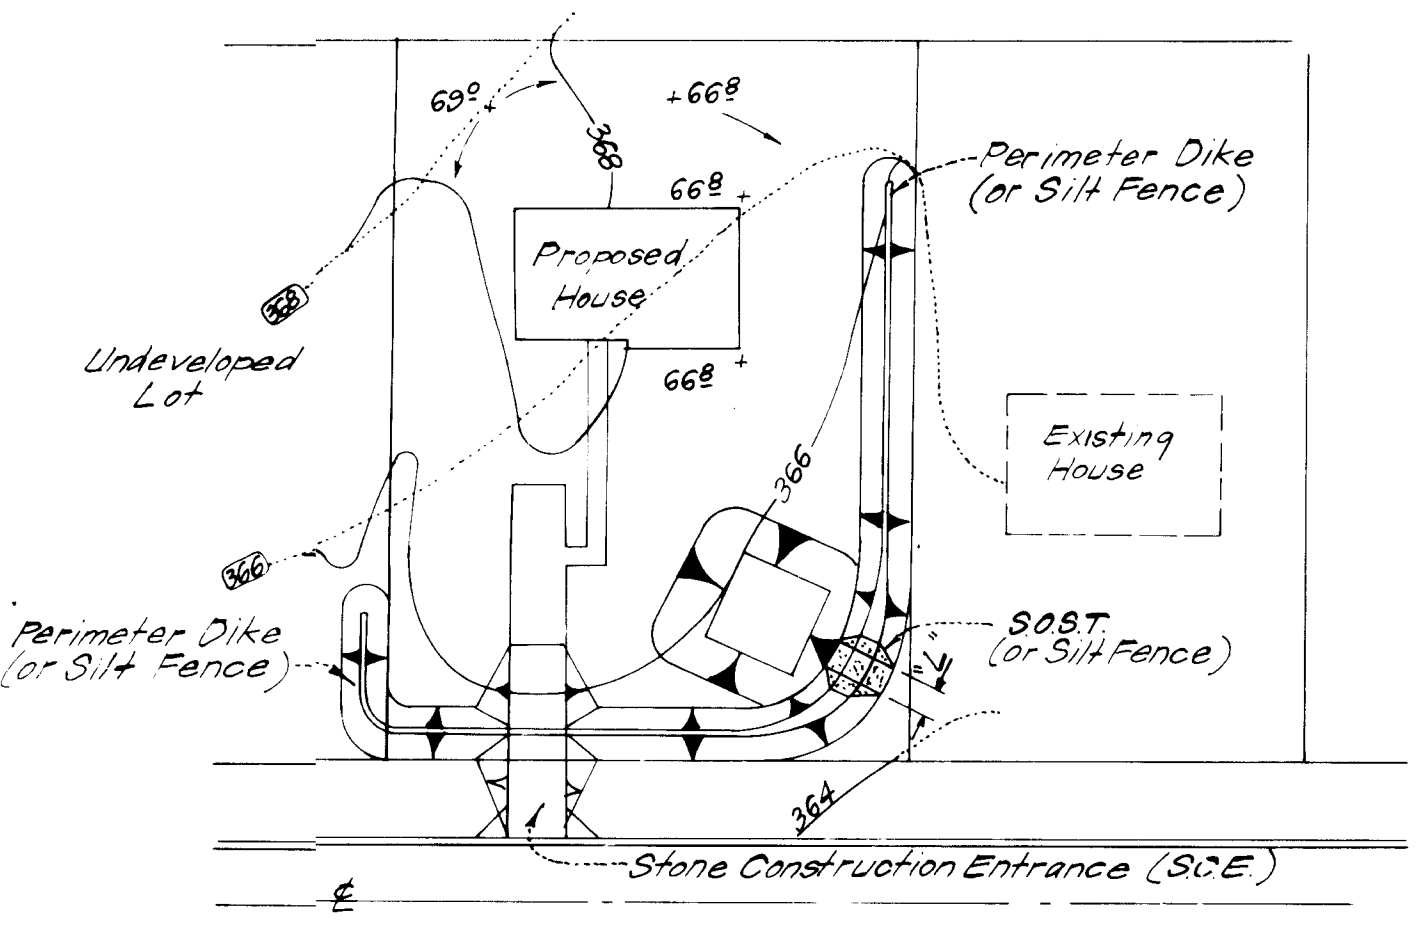 69º
+66⁸
368
Perimeter Dike
(or Silt Fence)
66⁸ +
Proposed
House
368
Undeveloped
Lot
66⁸ +
Existing
House
366
366
Perimeter Dike
(or Silt Fence)
S.O.S.T.
(or Silt Fence)
"L"
364
Stone Construction Entrance (S.C.E.)
℄